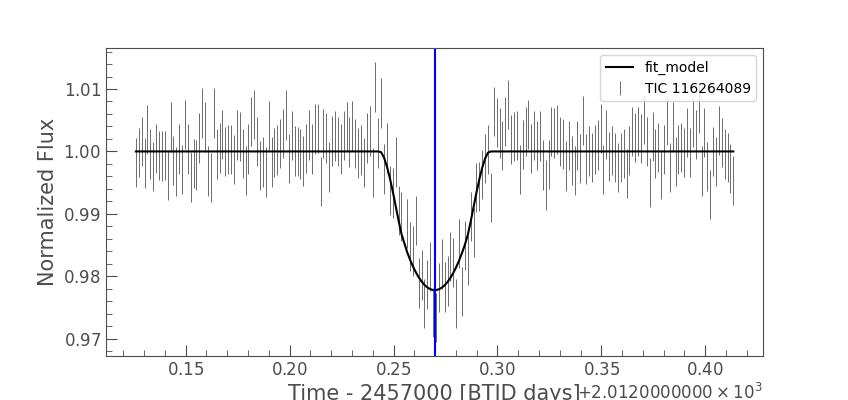 fit_model
TIC 116264089
1.01
1.00
0.99
0.98
0.97
Normalized Flux
0.15 0.20 0.25 0.30 0.35 0.40
Time - 2457000 [BTJD days]
+2.0120000000 × 10³